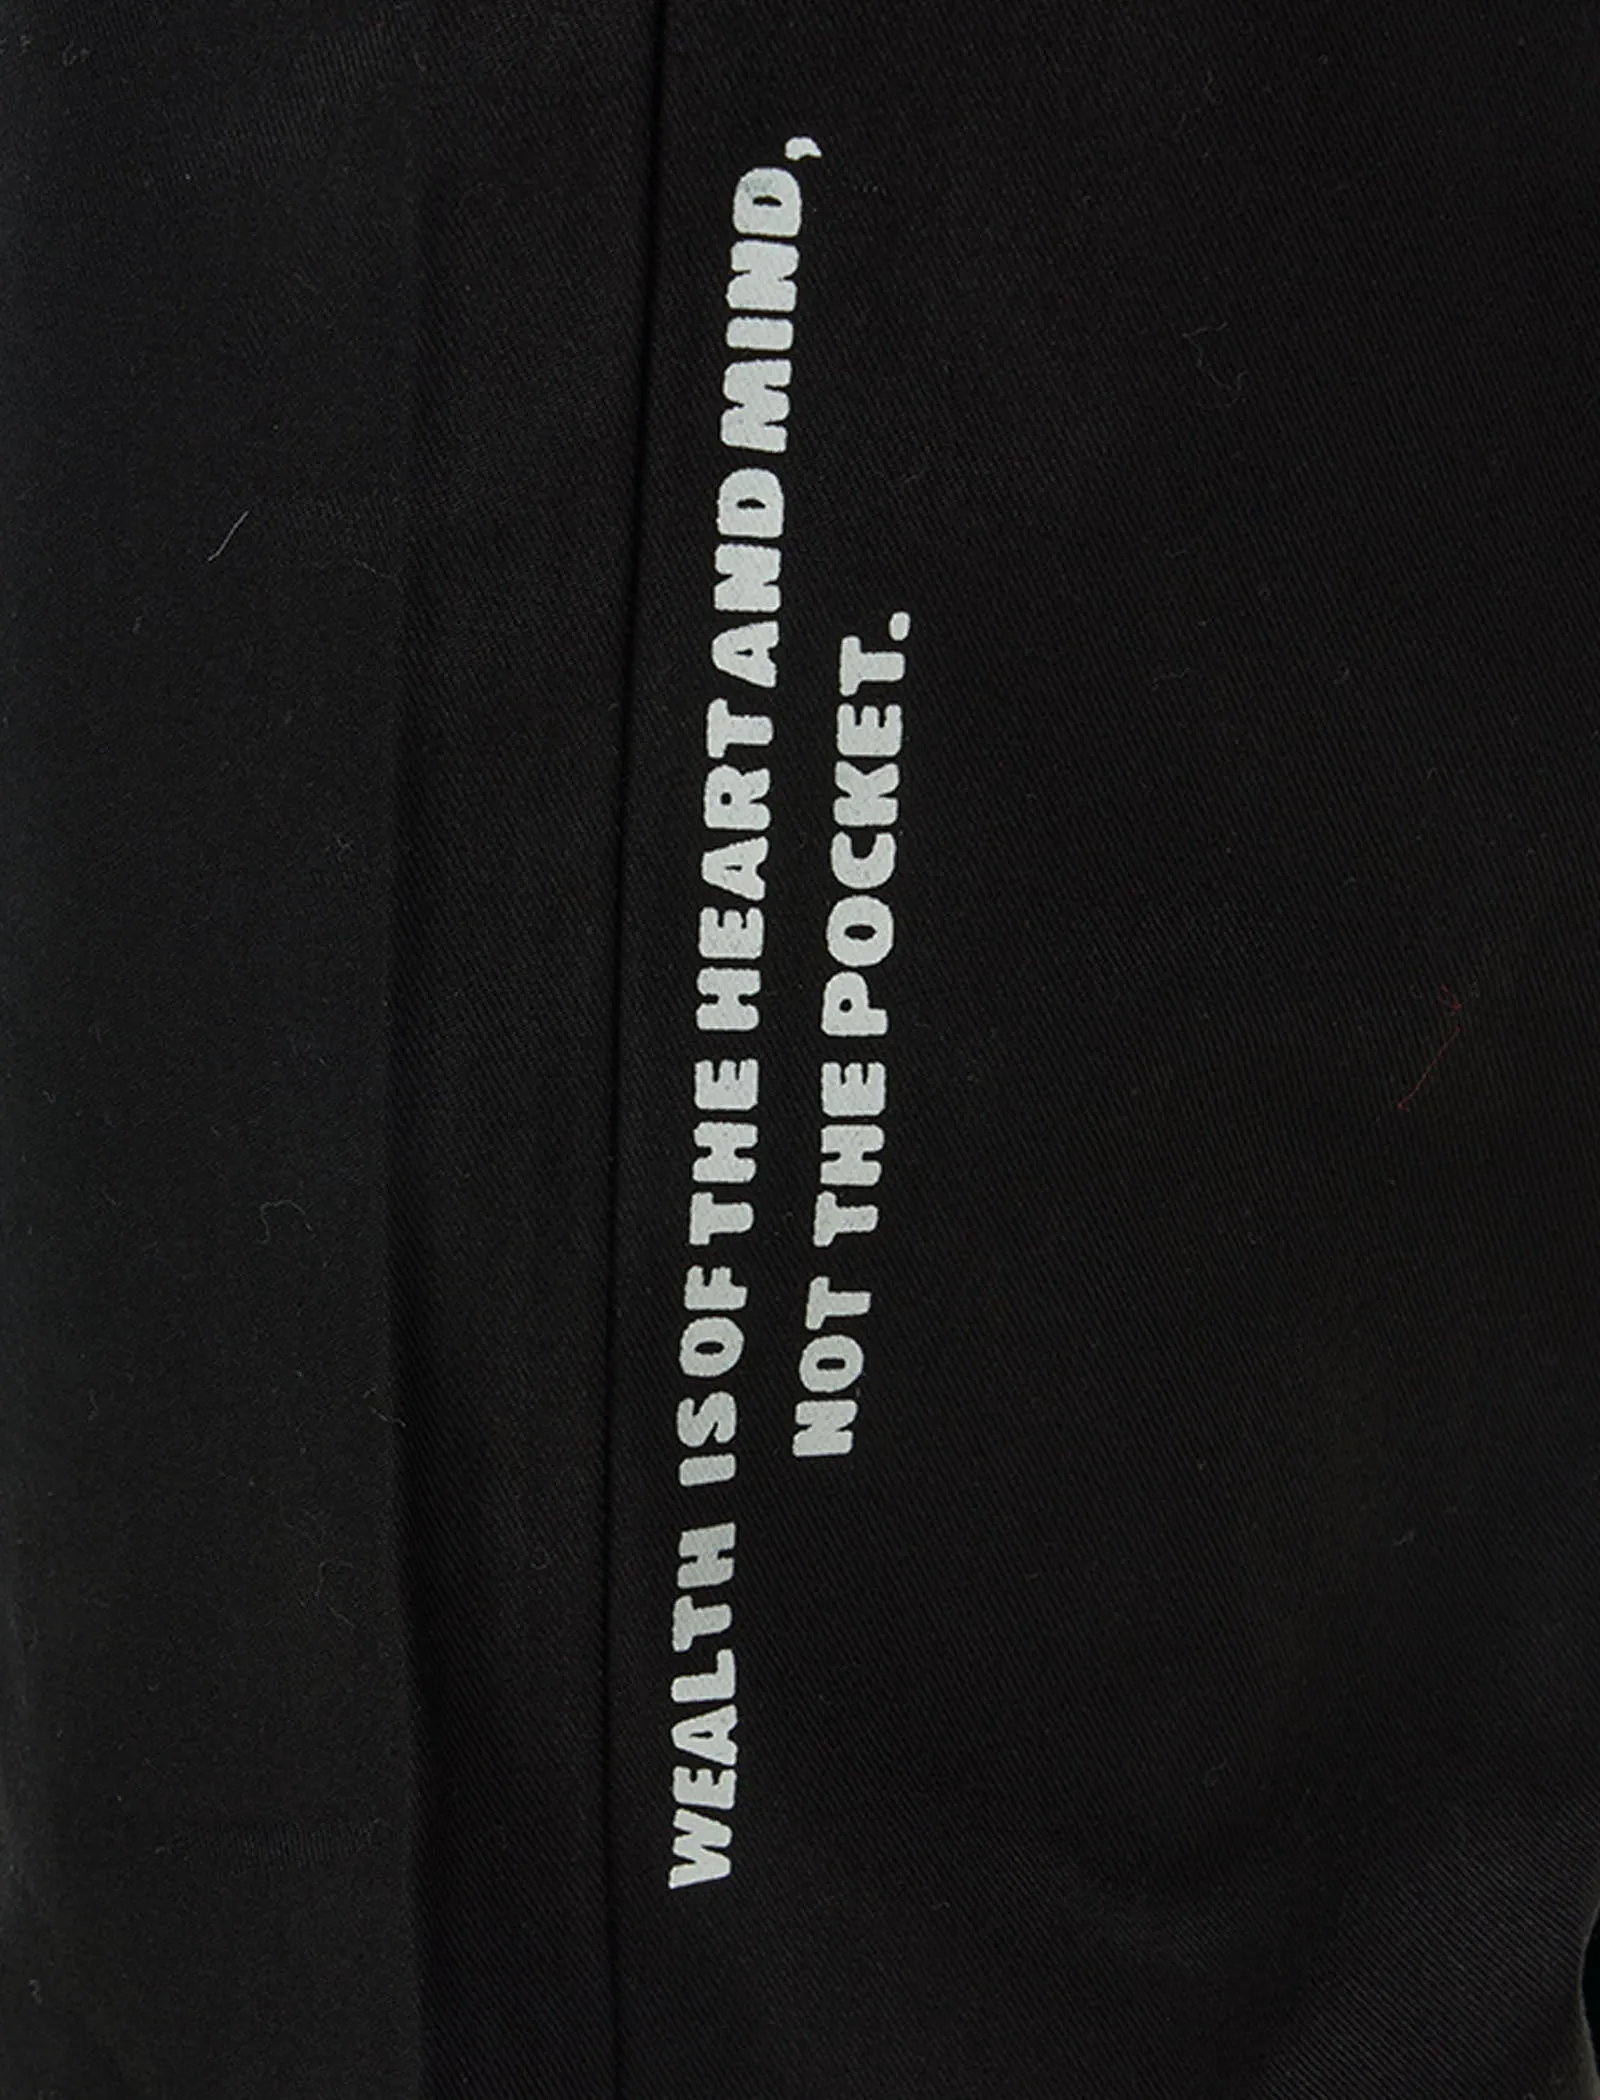 WEALTH IS OF THE HEART AND MIND,
NOT THE POCKET.